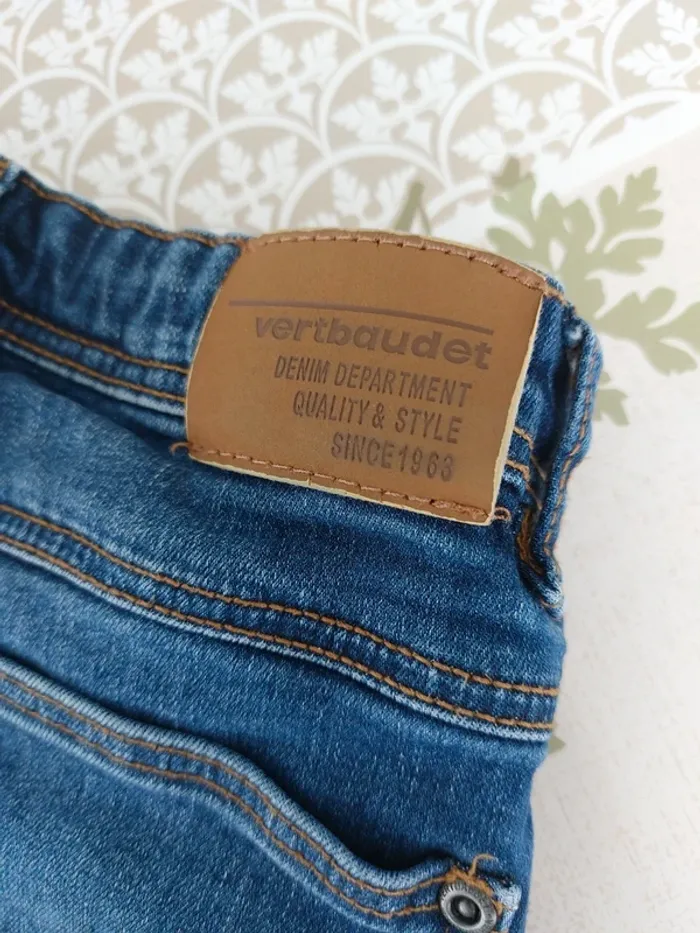 vertbaudet
DENIM DEPARTMENT
QUALITY & STYLE
SINCE 1963